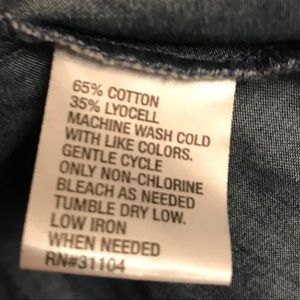 65% COTTON
35% LYOCELL
MACHINE WASH COLD
WITH LIKE COLORS.
GENTLE CYCLE
ONLY NON-CHLORINE
BLEACH AS NEEDED
TUMBLE DRY LOW.
LOW IRON
WHEN NEEDED
RN#31104